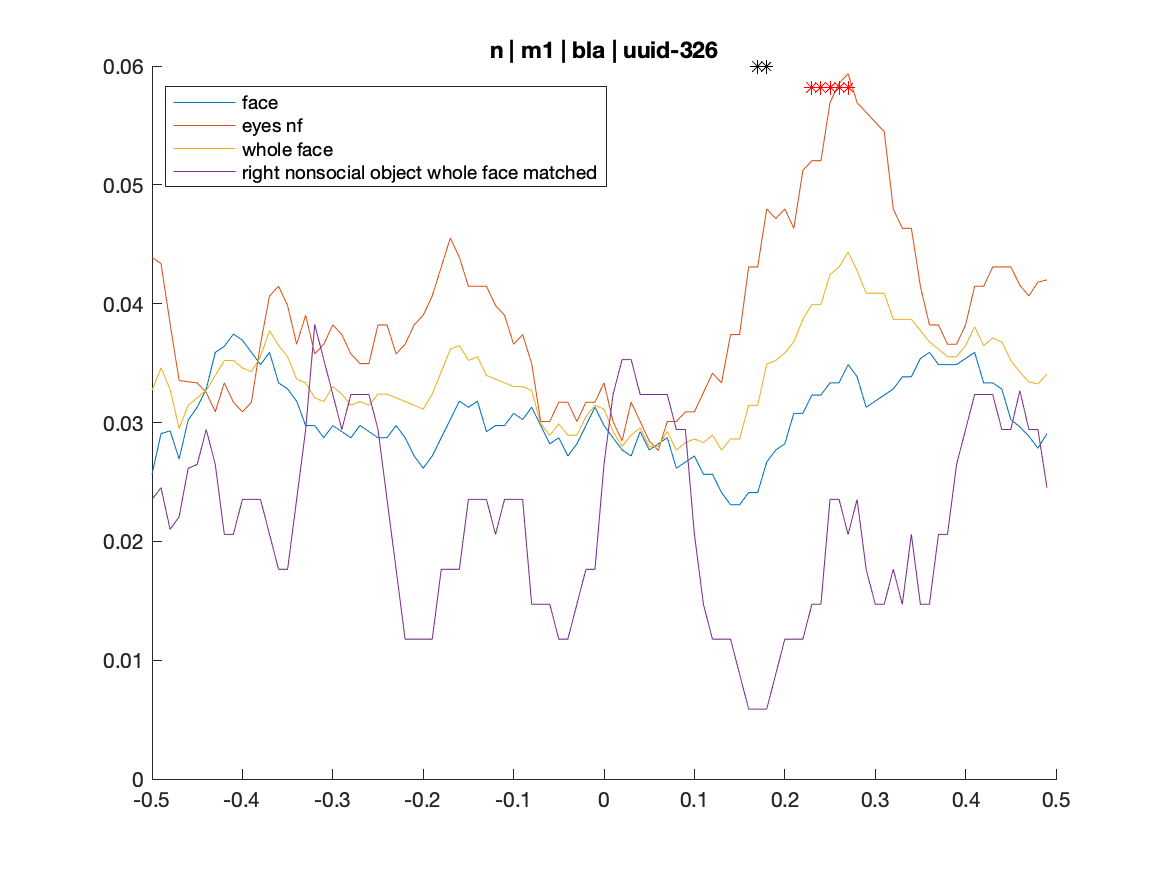 n | m1 | bla | uuid-326
0.06
0.05
0.04
0.03
0.02
0.01
0
face
eyes nf
whole face
right nonsocial object whole face matched
-0.5 -0.4 -0.3 -0.2 -0.1 0 0.1 0.2 0.3 0.4 0.5